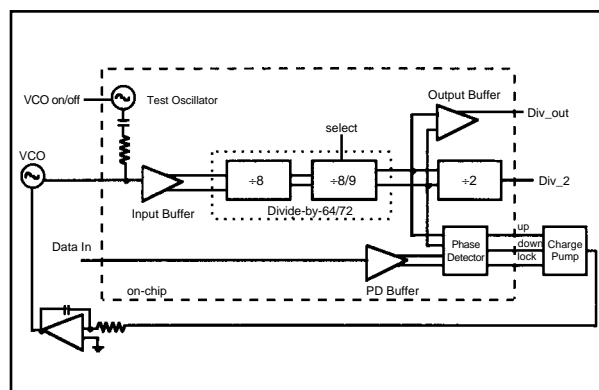 VCO on/off
Test Oscillator
Output Buffer
Div_out
select
VCO
÷8
÷8/9
÷2
Div_2
Input Buffer
Divide-by-64/72
up
Data In
Phase
Detector
down
Charge
Pump
lock
on-chip
PD Buffer